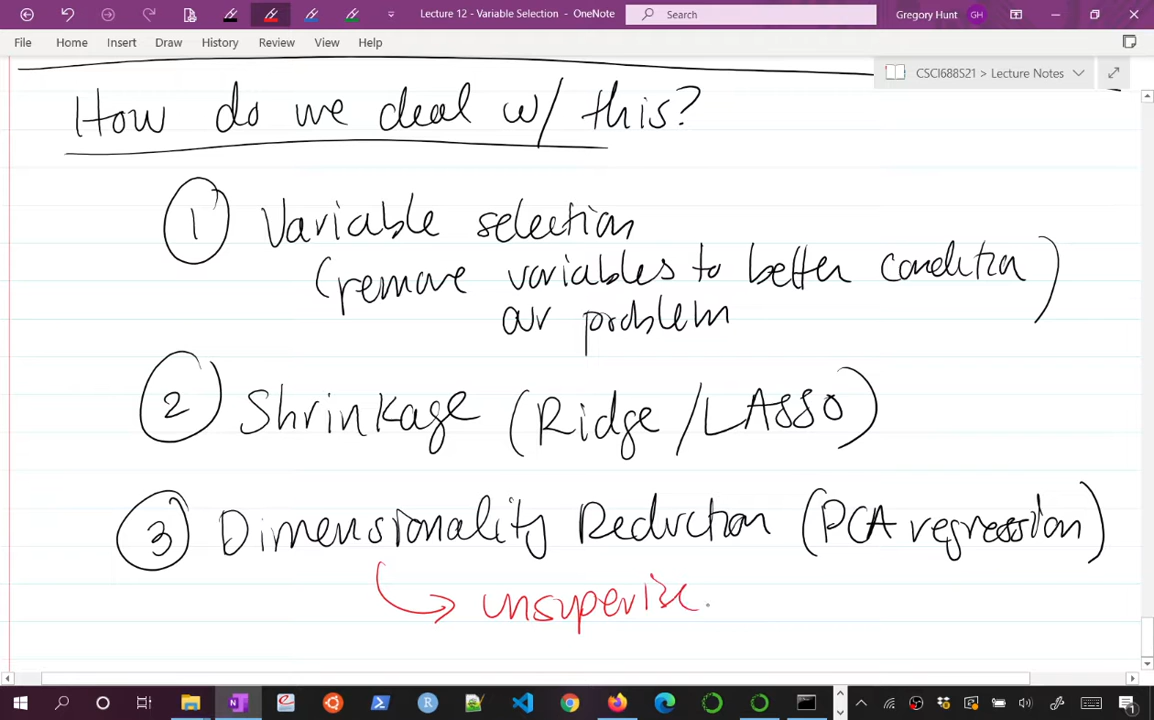 Lecture 12 - Variable Selection - OneNote
Search
Gregory Hunt
GH
File Home Insert Draw History Review View Help
CSCI688S21 > Lecture Notes
How do we deal w/ this?
1 Variable selection
(remove variables to better condition
our problem)
2 Shrinkage (Ridge/LASSO)
3 Dimensionality Reduction (PCA regression)
unsupervise